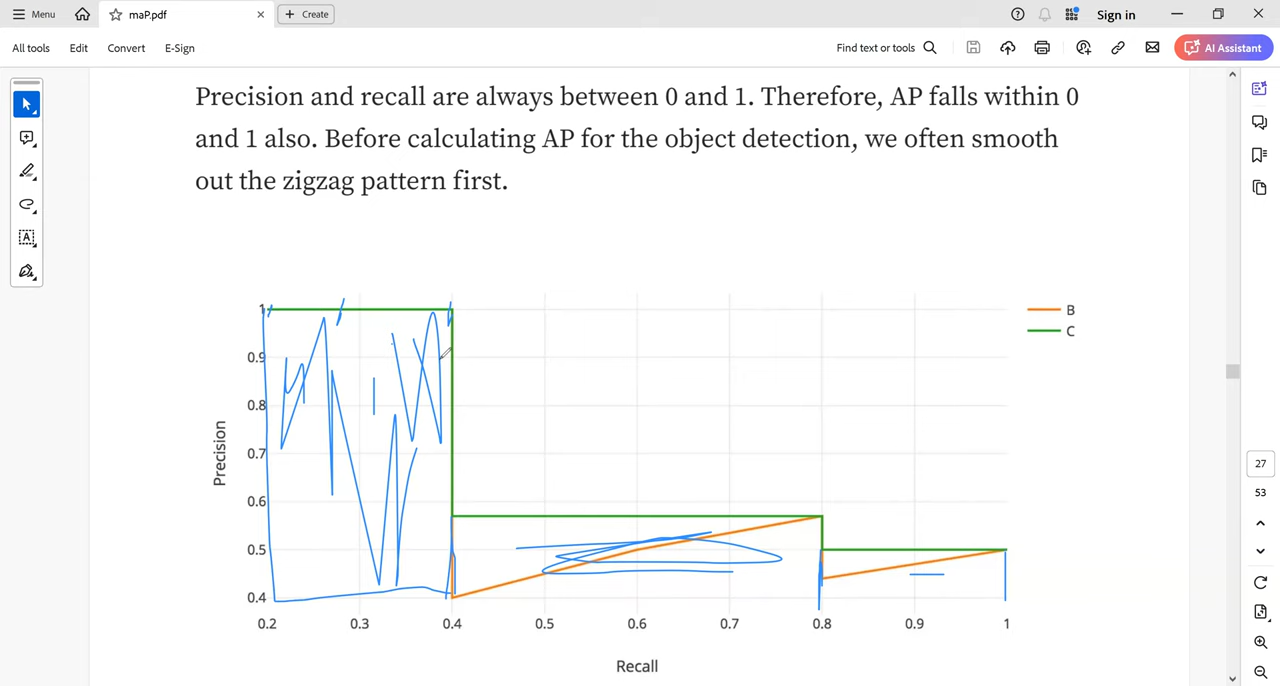 Menu maP.pdf Create Sign in
All tools Edit Convert E-Sign Find text or tools AI Assistant
Precision and recall are always between 0 and 1. Therefore, AP falls within 0
and 1 also. Before calculating AP for the object detection, we often smooth
out the zigzag pattern first.
1
0.9
0.8
0.7
0.6
0.5
0.4
Precision
0.2 0.3 0.4 0.5 0.6 0.7 0.8 0.9 1
Recall
B
C
27
53